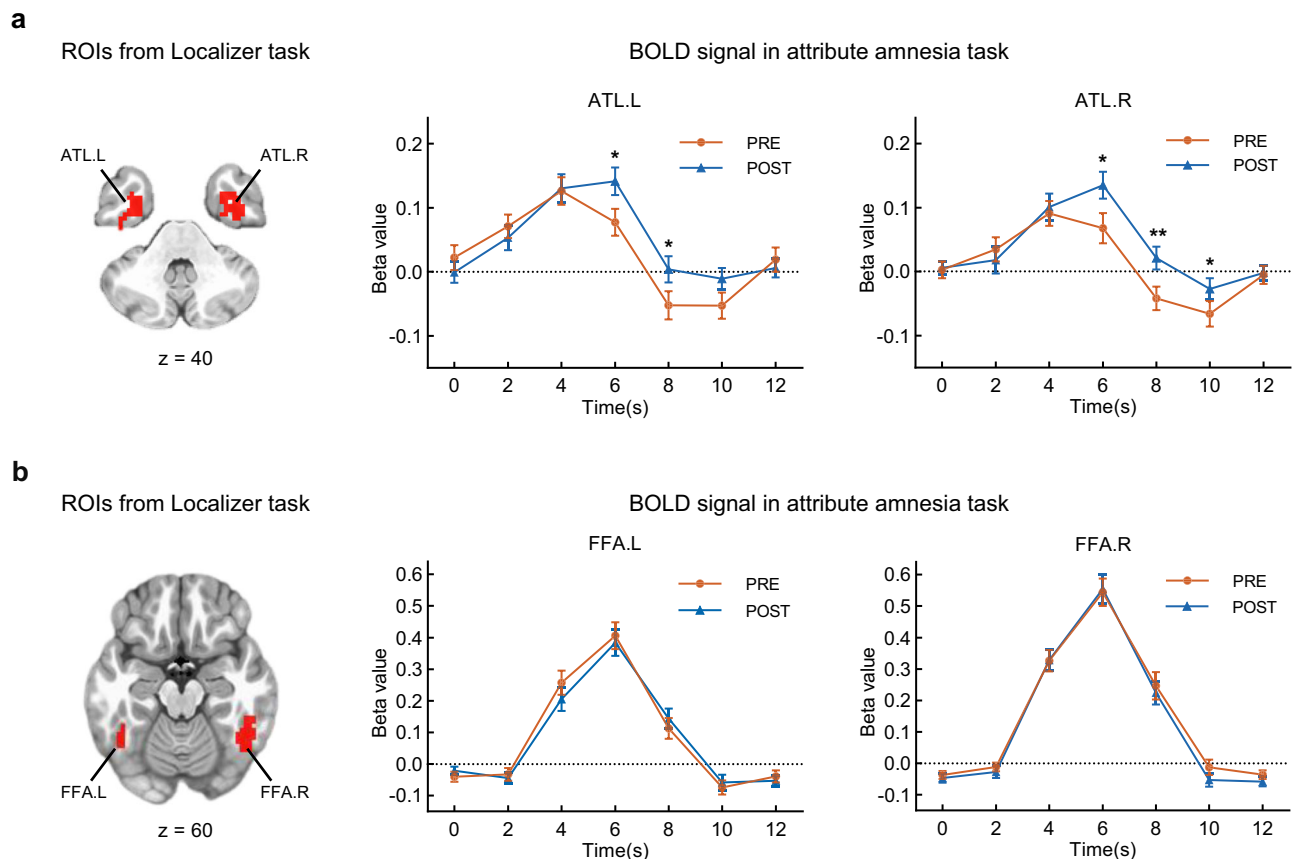 a
ROIs from Localizer task
BOLD signal in attribute amnesia task
ATL.L
ATL.R
z = 40
ATL.L
PRE
POST
*
*
Beta value
0.2
0.1
0.0
-0.1
0 2 4 6 8 10 12
Time(s)
ATL.R
PRE
POST
*
**
*
Beta value
0.2
0.1
0.0
-0.1
0 2 4 6 8 10 12
Time(s)
b
ROIs from Localizer task
BOLD signal in attribute amnesia task
FFA.L
FFA.R
z = 60
FFA.L
PRE
POST
Beta value
0.6
0.5
0.4
0.3
0.2
0.1
0.0
-0.1
0 2 4 6 8 10 12
Time(s)
FFA.R
PRE
POST
Beta value
0.6
0.5
0.4
0.3
0.2
0.1
0.0
-0.1
0 2 4 6 8 10 12
Time(s)